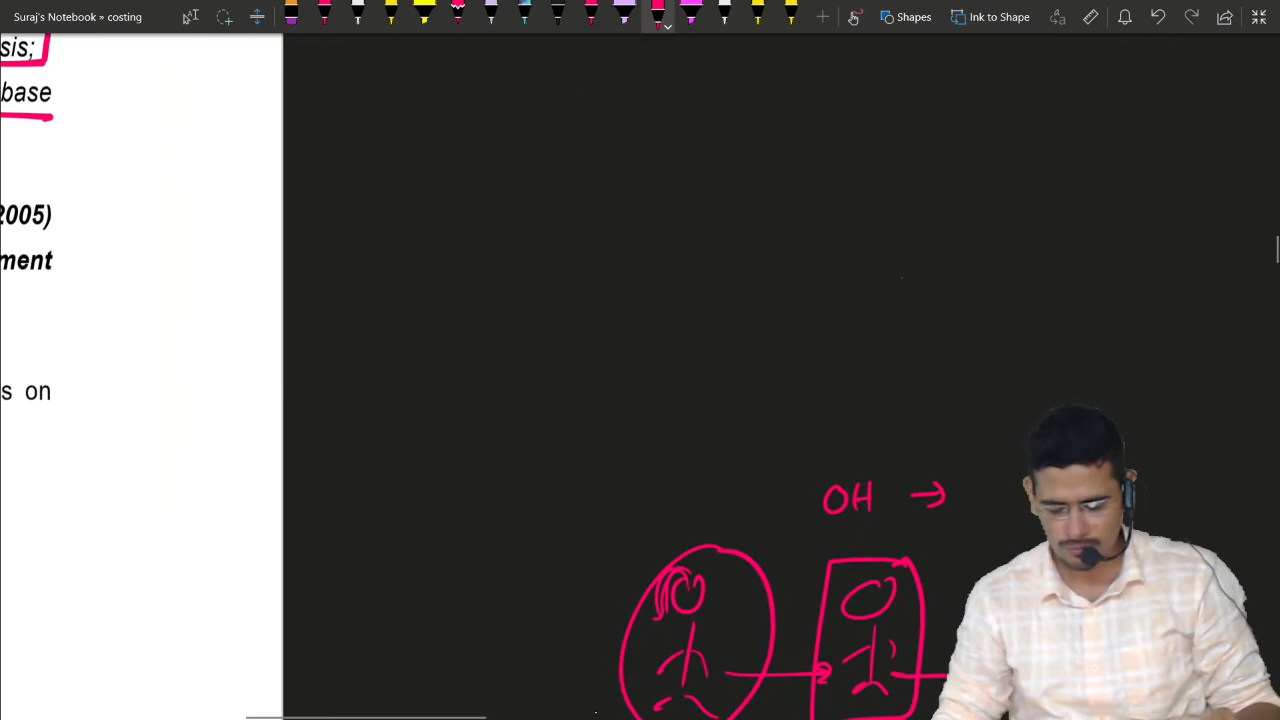 Suraj's Notebook » costing
Shapes
Ink to Shape
sis;
base
2005)
ment
s on
OH →